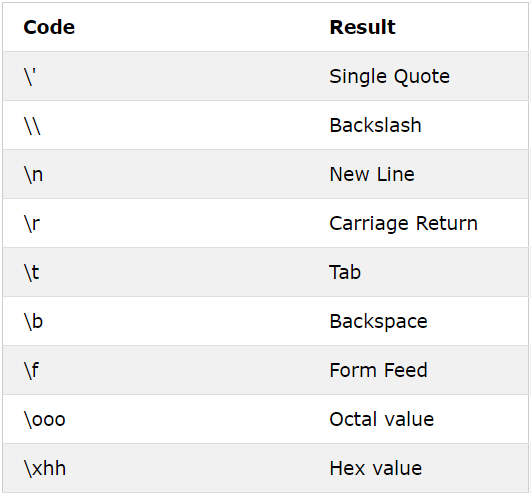 Code Result
\' Single Quote
\\ Backslash
\n New Line
\r Carriage Return
\t Tab
\b Backspace
\f Form Feed
\ooo Octal value
\xhh Hex value